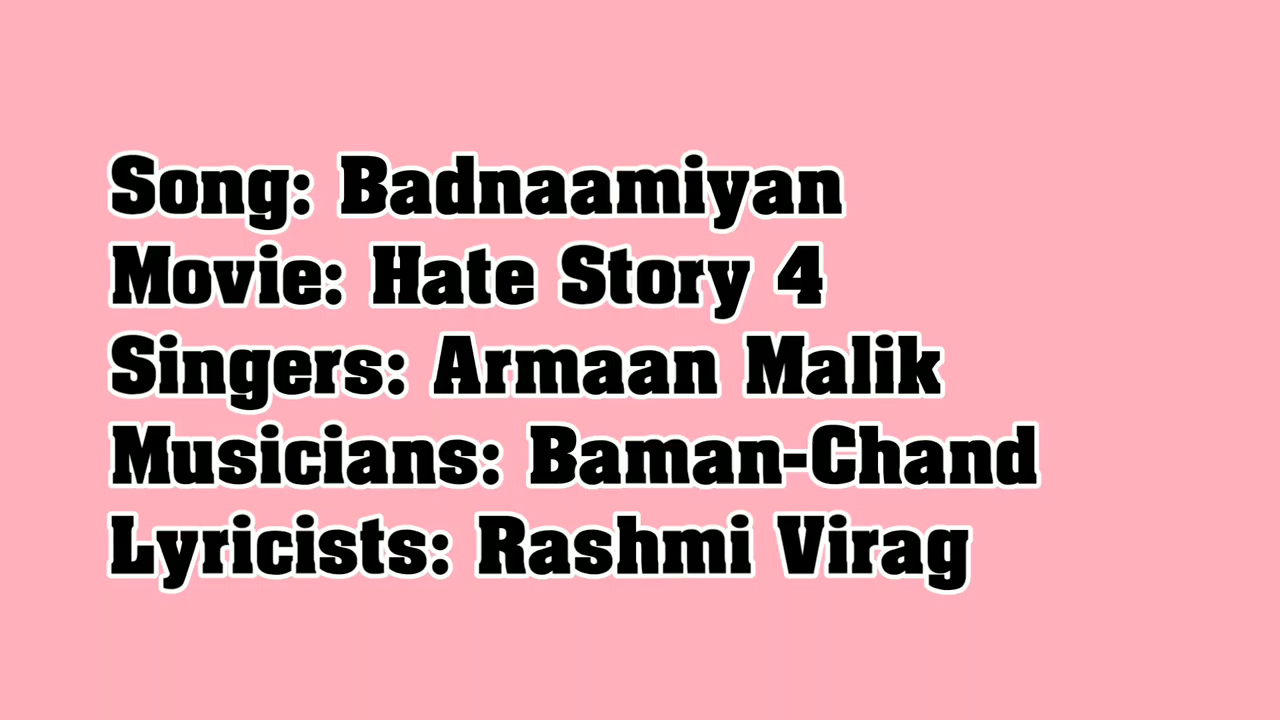 Song: Badnaamiyan
Movie: Hate Story 4
Singers: Armaan Malik
Musicians: Baman-Chand
Lyricists: Rashmi Virag